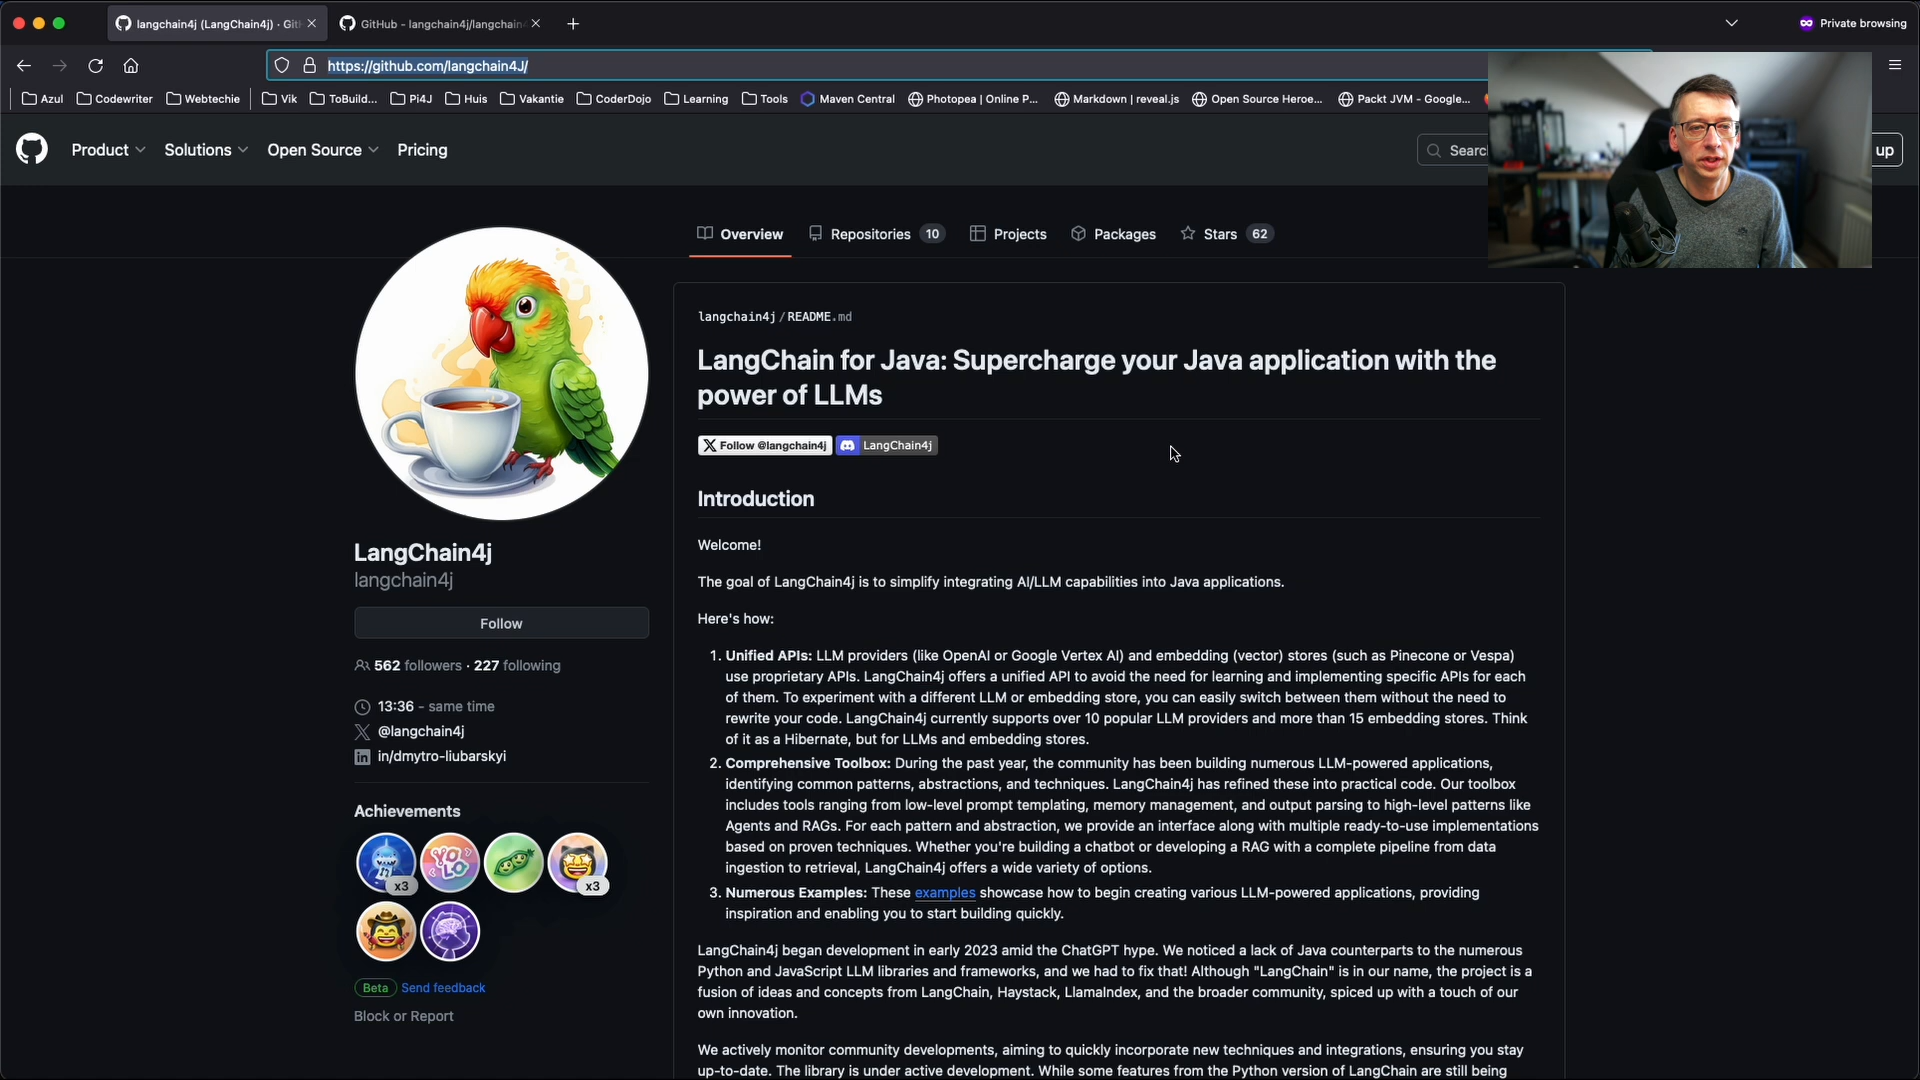 langchain4j (LangChain4j) · Git
GitHub - langchain4j/langchain
Private browsing
https://github.com/langchain4J/
Azul
Codewriter
Webtechie
Vik
ToBuild...
Pi4J
Huis
Vakantie
CoderDojo
Learning
Tools
Maven Central
Photopea | Online P...
Markdown | reveal.js
Open Source Heroe...
Packt JVM - Google...
Product
Solutions
Open Source
Pricing
Searc
up
Overview
Repositories 10
Projects
Packages
Stars 62
langchain4j/README.md
LangChain for Java: Supercharge your Java application with the
power of LLMs
Follow @langchain4j
LangChain4j
Introduction
Welcome!
The goal of LangChain4j is to simplify integrating AI/LLM capabilities into Java applications.
Here's how:
1. Unified APIs: LLM providers (like OpenAI or Google Vertex AI) and embedding (vector) stores (such as Pinecone or Vespa)
use proprietary APIs. LangChain4j offers a unified API to avoid the need for learning and implementing specific APIs for each
of them. To experiment with a different LLM or embedding store, you can easily switch between them without the need to
rewrite your code. LangChain4j currently supports over 10 popular LLM providers and more than 15 embedding stores. Think
of it as a Hibernate, but for LLMs and embedding stores.
2. Comprehensive Toolbox: During the past year, the community has been building numerous LLM-powered applications,
identifying common patterns, abstractions, and techniques. LangChain4j has refined these into practical code. Our toolbox
includes tools ranging from low-level prompt templating, memory management, and output parsing to high-level patterns like
Agents and RAGs. For each pattern and abstraction, we provide an interface along with multiple ready-to-use implementations
based on proven techniques. Whether you're building a chatbot or developing a RAG with a complete pipeline from data
ingestion to retrieval, LangChain4j offers a wide variety of options.
3. Numerous Examples: These examples showcase how to begin creating various LLM-powered applications, providing
inspiration and enabling you to start building quickly.
LangChain4j began development in early 2023 amid the ChatGPT hype. We noticed a lack of Java counterparts to the numerous
Python and JavaScript LLM libraries and frameworks, and we had to fix that! Although "LangChain" is in our name, the project is a
fusion of ideas and concepts from LangChain, Haystack, LlamaIndex, and the broader community, spiced up with a touch of our
own innovation.
We actively monitor community developments, aiming to quickly incorporate new techniques and integrations, ensuring you stay
up-to-date. The library is under active development. While some features from the Python version of LangChain are still being
LangChain4j
langchain4j
Follow
562 followers · 227 following
13:36 - same time
@langchain4j
in/dmytro-liubarskyi
Achievements
YOLO
x3
x3
Beta Send feedback
Block or Report